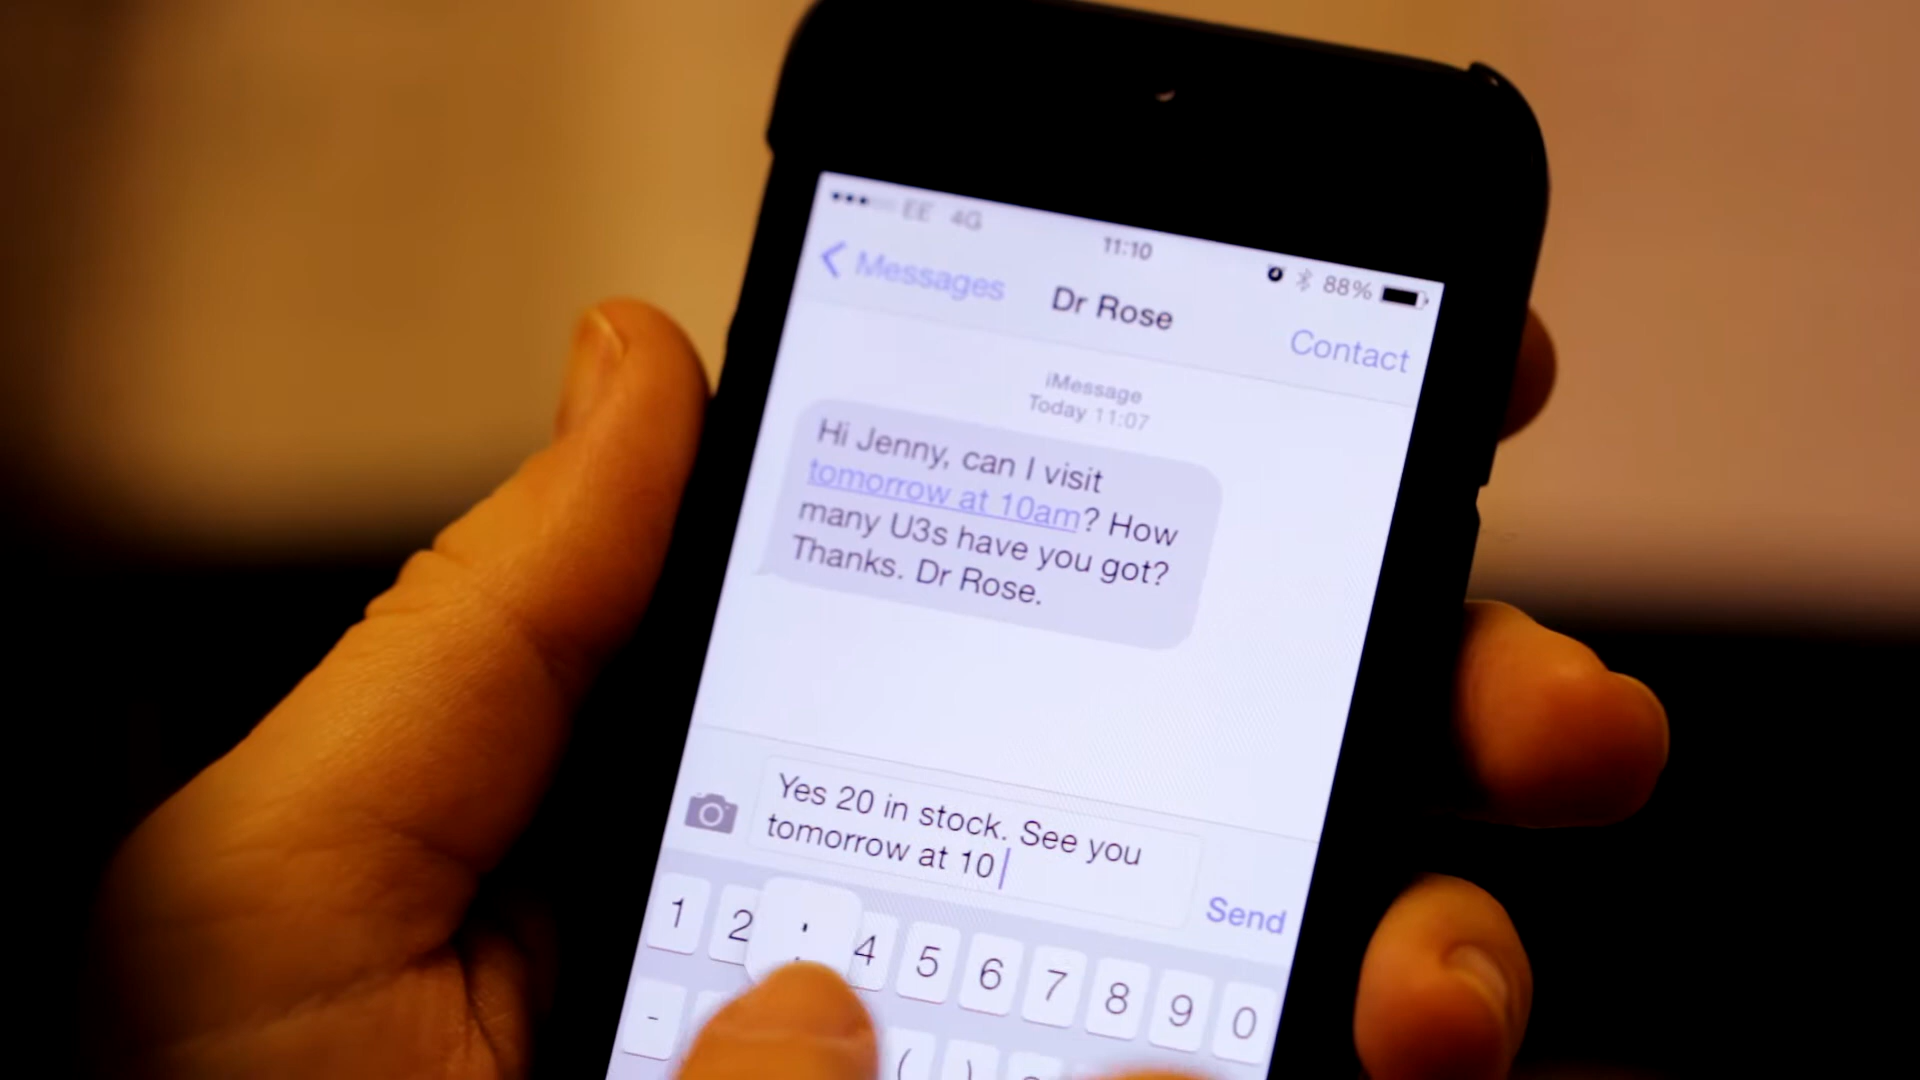 EE 4G 11:10 88%
Messages Dr Rose Contact
iMessage
Today 11:07
Hi Jenny, can I visit
tomorrow at 10am? How
many U3s have you got?
Thanks. Dr Rose.
Yes 20 in stock. See you
tomorrow at 10
Send
1 2 : 4 5 6 7 8 9 0
- ( )